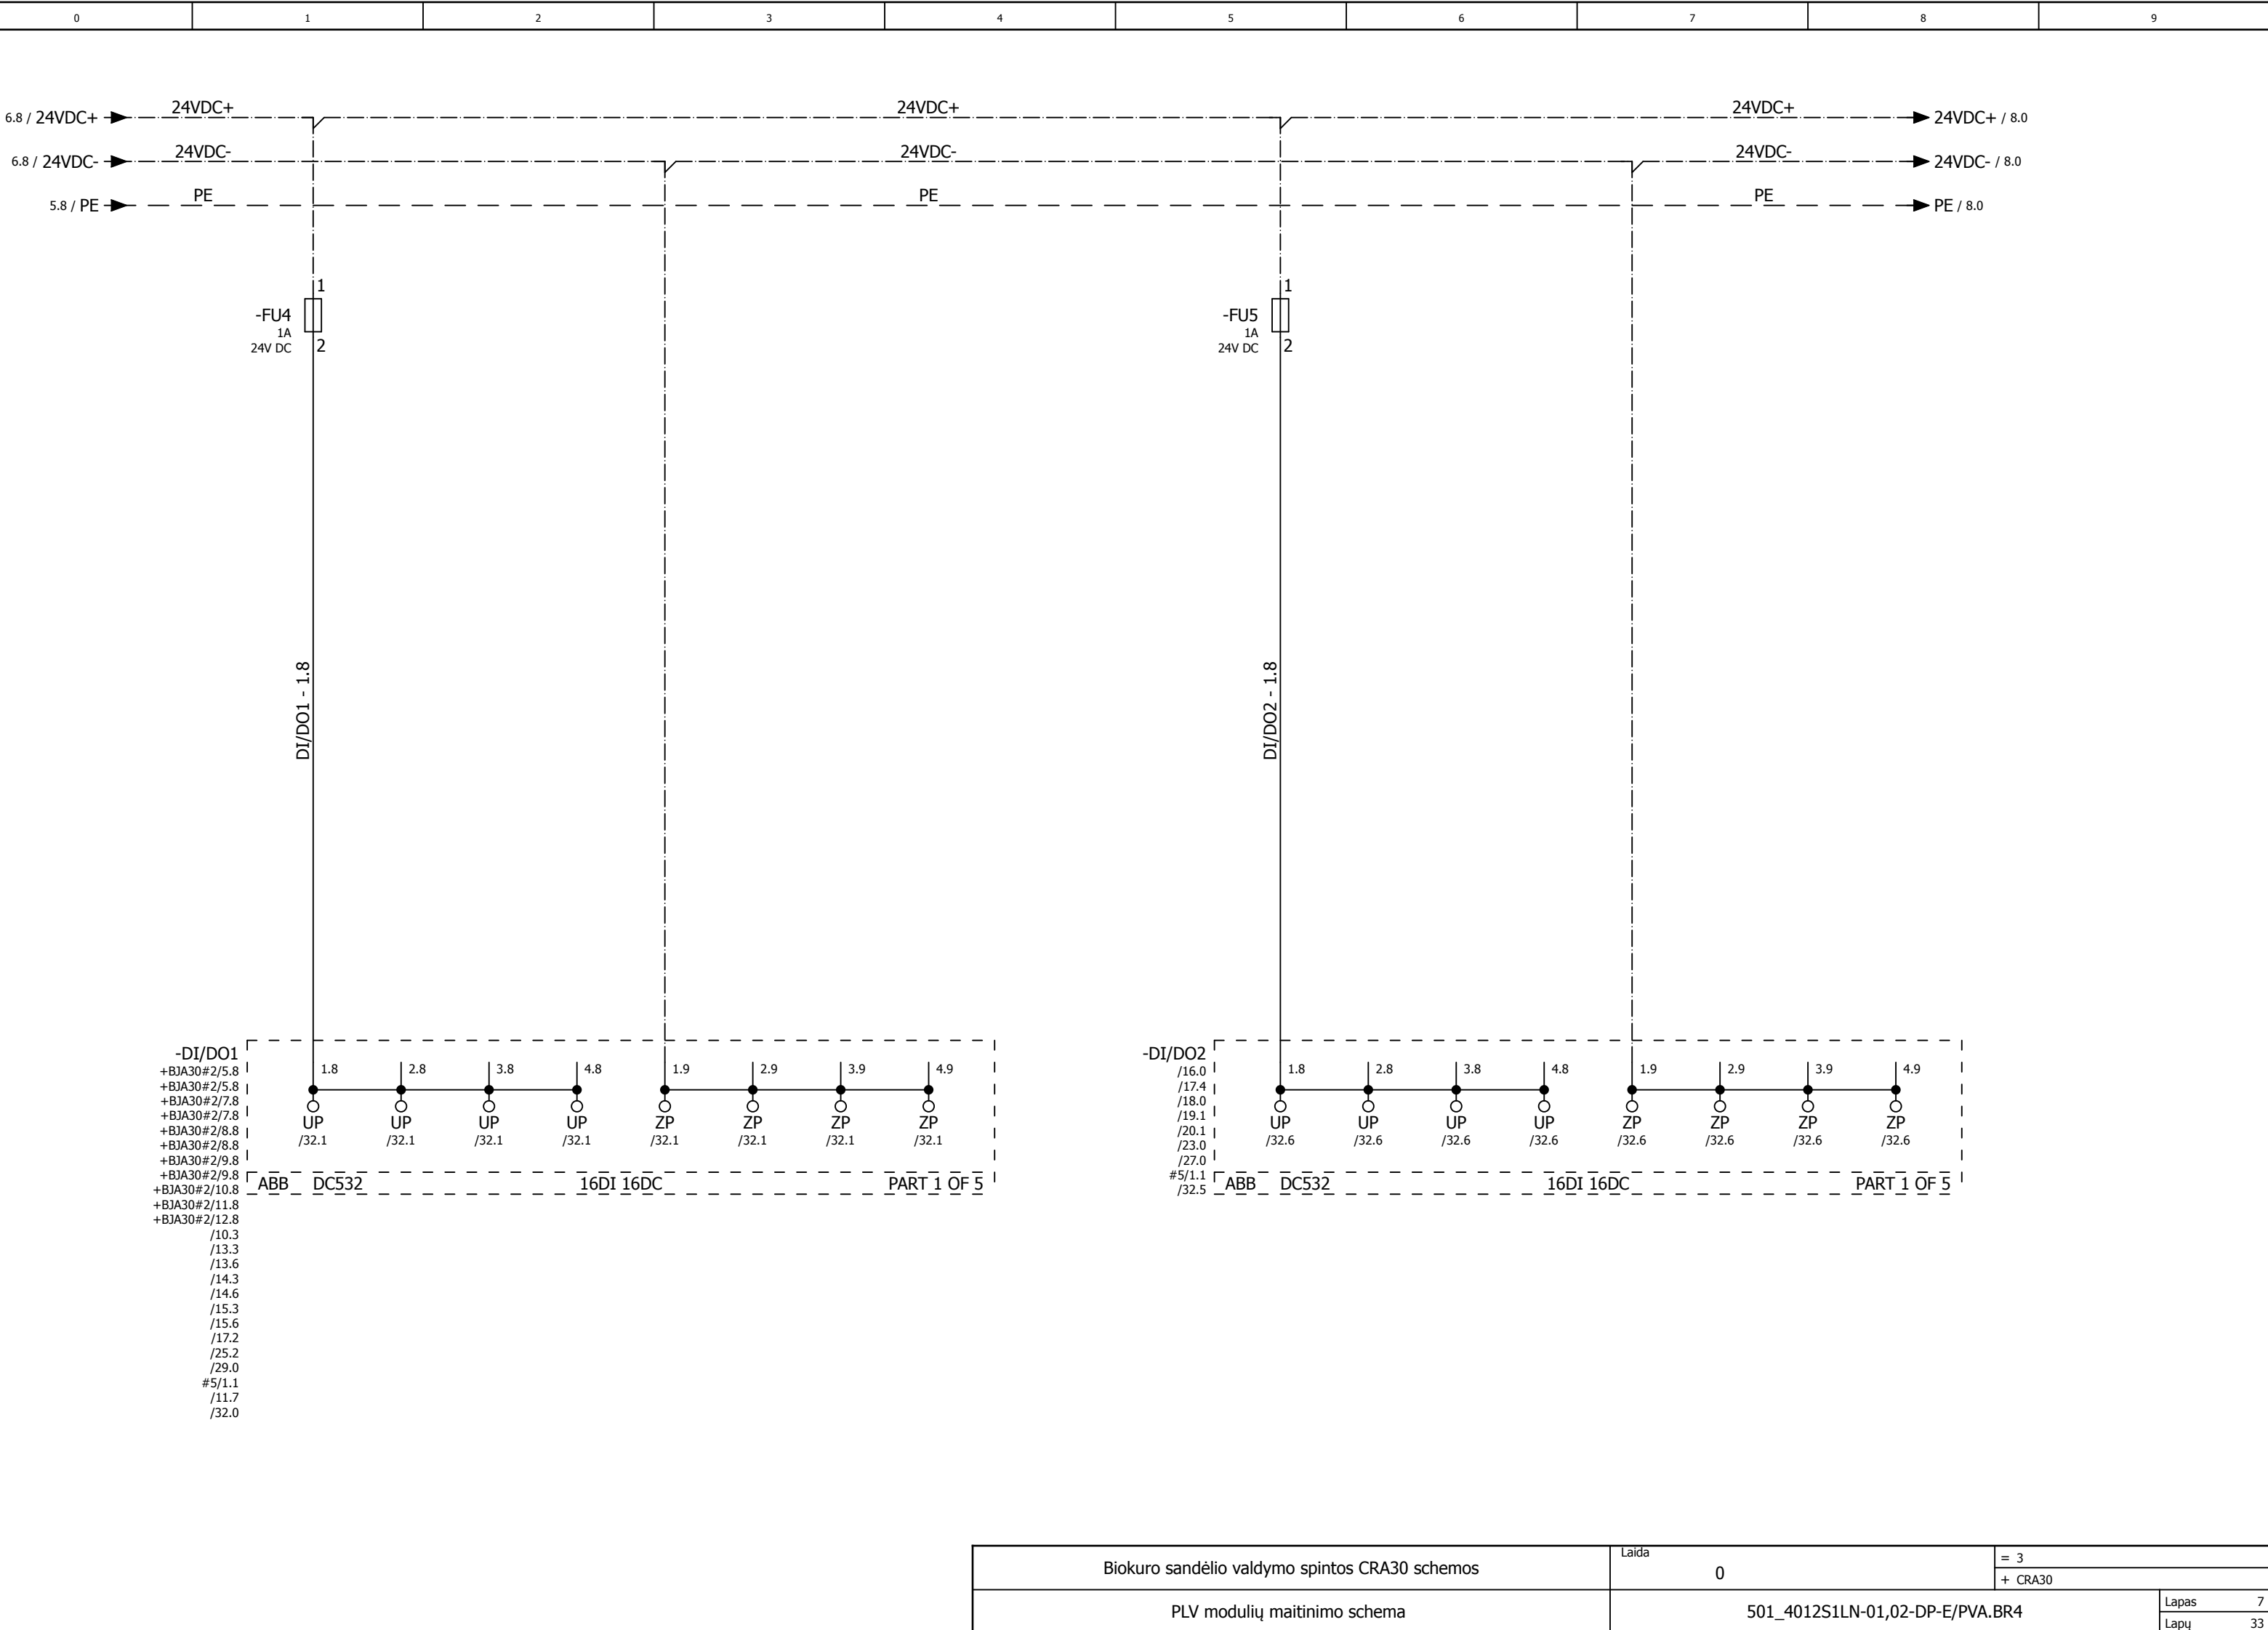 0 1 2 3 4 5 6 7 8 9
24VDC+ 24VDC+ 24VDC+
6.8 / 24VDC+ 24VDC+ / 8.0
24VDC- 24VDC- 24VDC-
6.8 / 24VDC- 24VDC- / 8.0
PE PE PE
5.8 / PE PE / 8.0
1 1
-FU4 -FU5
1A 1A
24V DC 2 24V DC 2
DI/DO1 - 1.8
DI/DO2 - 1.8
-DI/DO1
+BJA30#2/5.8
+BJA30#2/5.8
+BJA30#2/7.8
+BJA30#2/7.8
+BJA30#2/8.8
+BJA30#2/8.8
+BJA30#2/9.8
+BJA30#2/9.8
+BJA30#2/10.8
+BJA30#2/11.8
+BJA30#2/12.8
/10.3
/13.3
/13.6
/14.3
/14.6
/15.3
/15.6
/17.2
/25.2
/29.0
#5/1.1
/11.7
/32.0
1.8 2.8 3.8 4.8 1.9 2.9 3.9 4.9
UP UP UP UP ZP ZP ZP ZP
/32.1 /32.1 /32.1 /32.1 /32.1 /32.1 /32.1 /32.1
ABB DC532 16DI 16DC PART 1 OF 5
-DI/DO2
/16.0
/17.4
/18.0
/19.1
/20.1
/23.0
/27.0
#5/1.1
/32.5
1.8 2.8 3.8 4.8 1.9 2.9 3.9 4.9
UP UP UP UP ZP ZP ZP ZP
/32.6 /32.6 /32.6 /32.6 /32.6 /32.6 /32.6 /32.6
ABB DC532 16DI 16DC PART 1 OF 5
Biokuro sandėlio valdymo spintos CRA30 schemos
Laida
0
= 3
+ CRA30
PLV modulių maitinimo schema
501_4012S1LN-01,02-DP-E/PVA.BR4
Lapas 7
Lapų 33